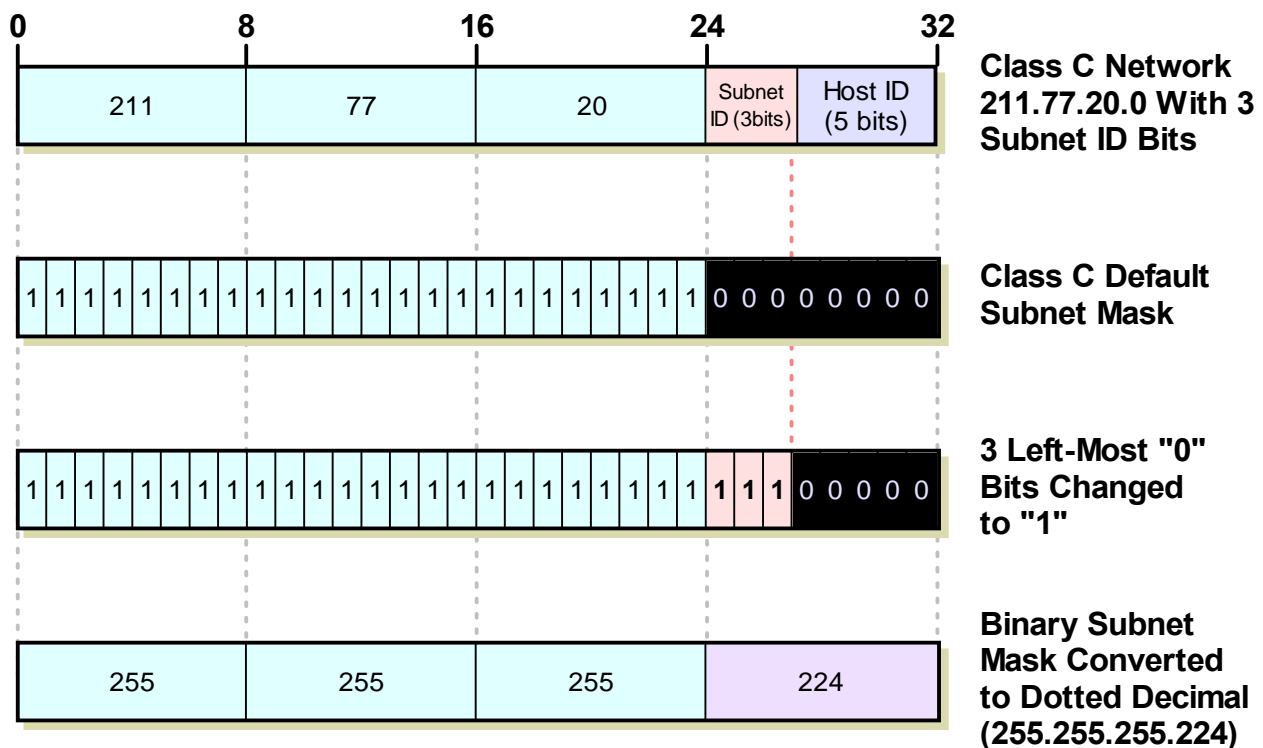 0 8 16 24 32
211 77 20 Subnet ID (3bits) Host ID (5 bits)
Class C Network
211.77.20.0 With 3
Subnet ID Bits
1 1 1 1 1 1 1 1 1 1 1 1 1 1 1 1 1 1 1 1 1 1 1 1 0 0 0 0 0 0 0 0
Class C Default
Subnet Mask
1 1 1 1 1 1 1 1 1 1 1 1 1 1 1 1 1 1 1 1 1 1 1 1 1 1 1 0 0 0 0 0
3 Left-Most "0"
Bits Changed
to "1"
255 255 255 224
Binary Subnet
Mask Converted
to Dotted Decimal
(255.255.255.224)